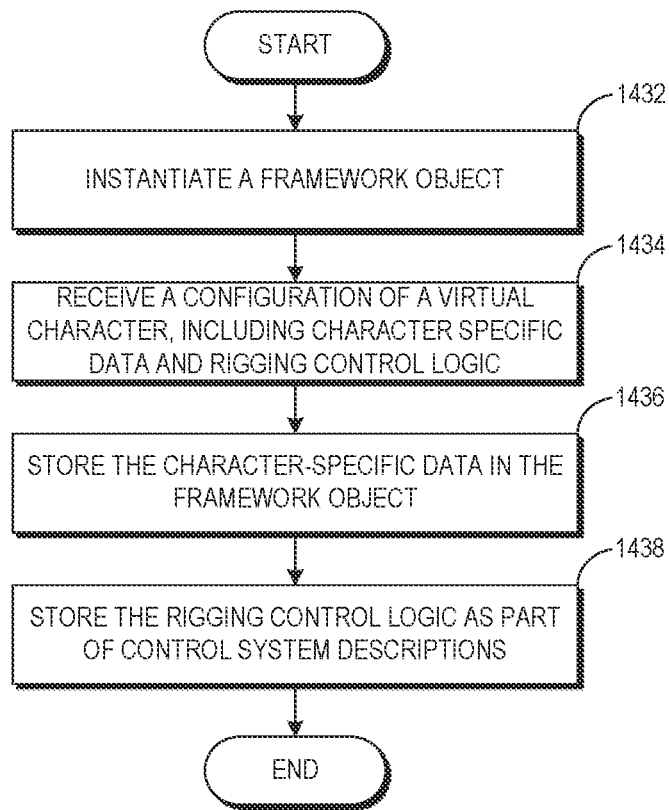 START
1432
INSTANTIATE A FRAMEWORK OBJECT
1434
RECEIVE A CONFIGURATION OF A VIRTUAL
CHARACTER, INCLUDING CHARACTER SPECIFIC
DATA AND RIGGING CONTROL LOGIC
1436
STORE THE CHARACTER-SPECIFIC DATA IN THE
FRAMEWORK OBJECT
1438
STORE THE RIGGING CONTROL LOGIC AS PART
OF CONTROL SYSTEM DESCRIPTIONS
END